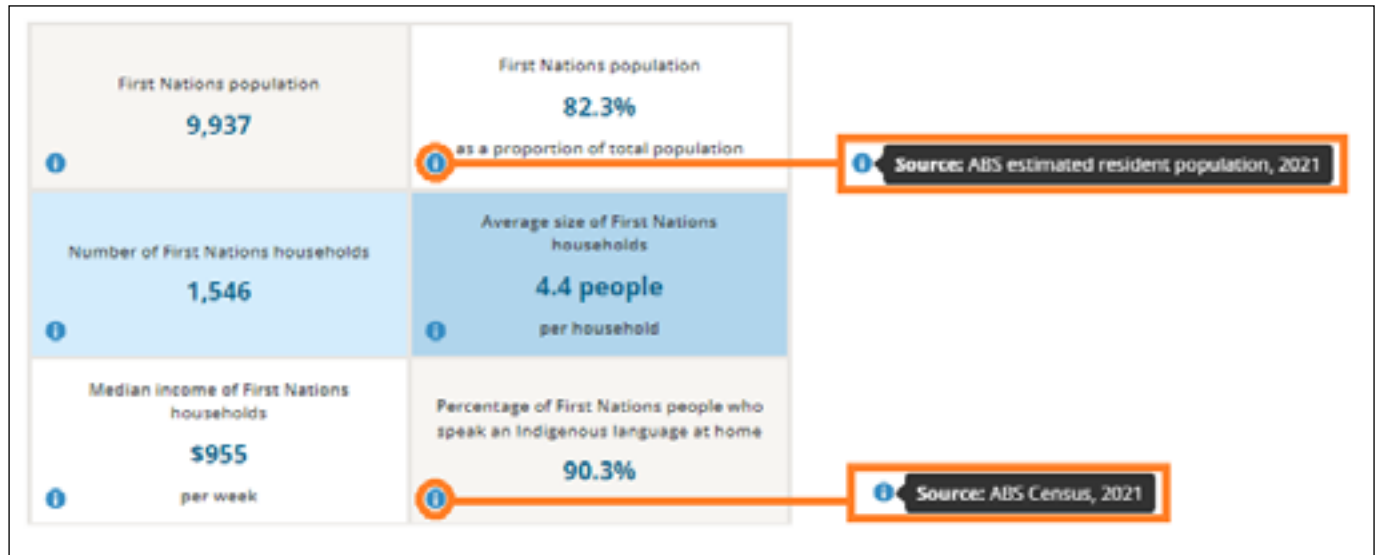 First Nations population
9,937
First Nations population
82.3%
as a proportion of total population
Source: ABS estimated resident population, 2021
Number of First Nations households
1,546
Average size of First Nations
households
4.4 people
per household
Median income of First Nations
households
$955
per week
Percentage of First Nations people who
speak an Indigenous language at home
90.3%
Source: ABS Census, 2021